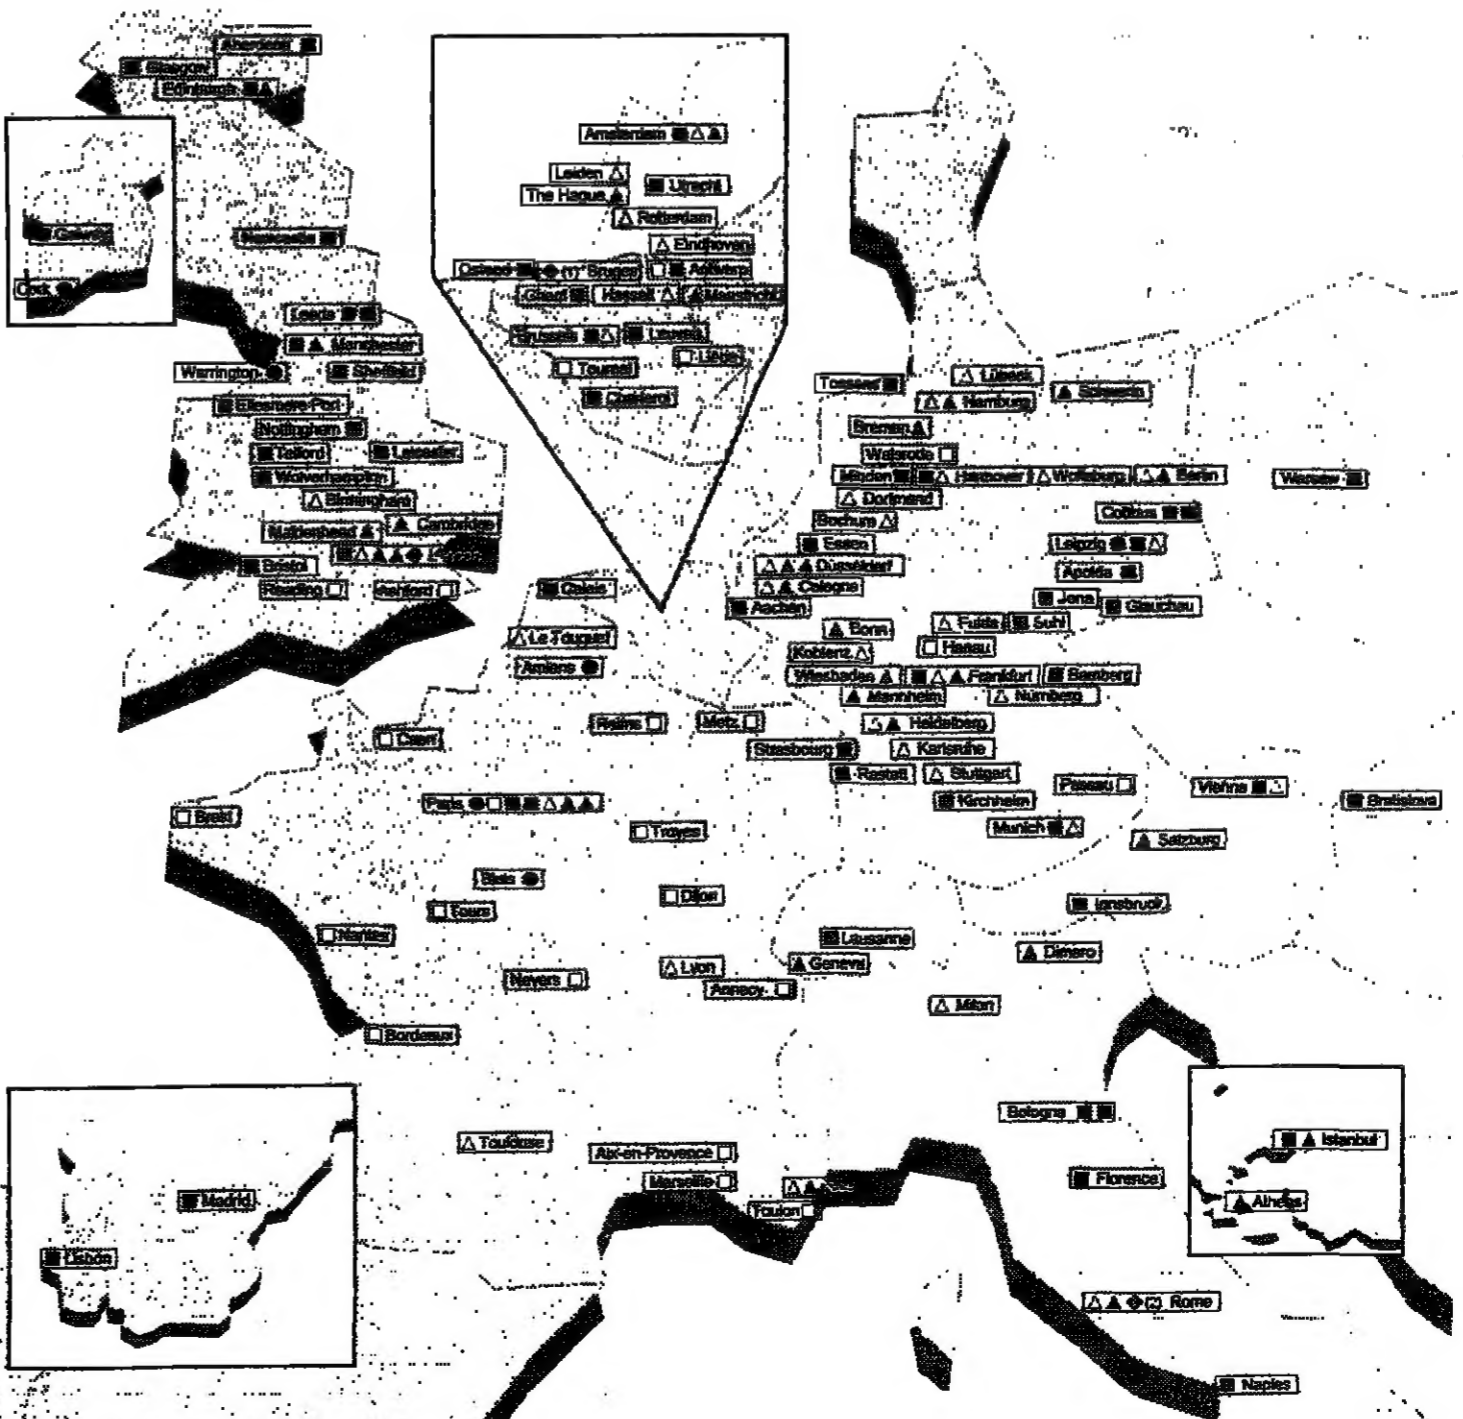 Aberdeen
Glasgow
Edinburgh
Galway
Cork
Newcastle
Leeds
Manchester
Warrington
Sheffield
Ellesmere Port
Nottingham
Telford
Leicester
Wolverhampton
Birmingham
Maidenhead
Cambridge
Bristol
Reading
Ashford
Amsterdam
Leiden
Utrecht
The Hague
Rotterdam
Eindhoven
Ostend
(1) Bruges
Antwerp
Ghent
Hasselt
Maastricht
Brussels
Leuven
Liege
Tournai
Charleroi
Tossens
Lübeck
Hamburg
Schwerin
Bremen
Walsrode
Minden
Hannover
Wolfsburg
Berlin
Warsaw
Dortmund
Bochum
Cottbus
Essen
Leipzig
Düsseldorf
Apolda
Cologne
Aachen
Jena
Glauchau
Calais
Bonn
Fulda
Suhl
Le Touquet
Koblenz
Hanau
Amiens
Wiesbaden
Frankfurt
Bamberg
Mannheim
Nürnberg
Reims
Metz
Heidelberg
Caen
Strasbourg
Karlsruhe
Rastatt
Stuttgart
Passau
Vienna
Bratislava
Paris
Kirchheim
Brest
Troyes
Munich
Salzburg
Blois
Dijon
Innsbruck
Tours
Nantes
Lausanne
Dimaro
Nevers
Lyon
Geneva
Annecy
Milan
Bordeaux
Bologna
Toulouse
Aix-en-Provence
Istanbul
Marseille
Florence
Madrid
Athens
Toulon
Lisbon
(2) Rome
Naples